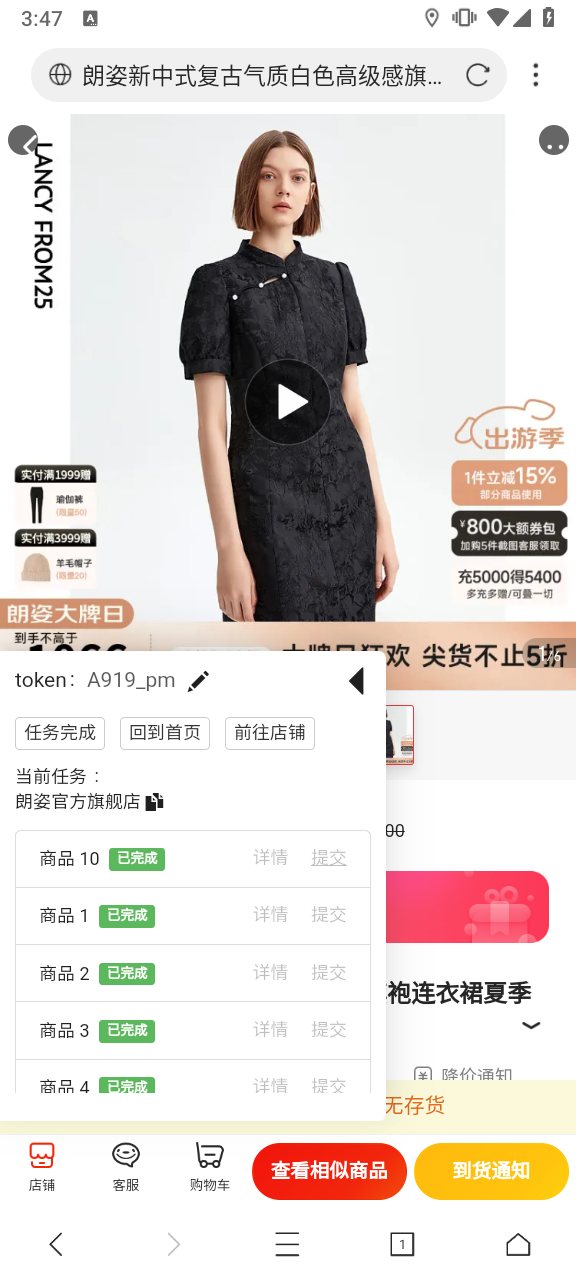 3:47
A
朗姿新中式复古气质白色高级感旗...
LANCY FROM25
出游季
1件立减15%
部分商品使用
¥800大额券包
加购5件截图客服领取
充5000得5400
多充多赠/可叠一切
实付满1999赠
瑜伽裤
(限量50)
实付满3999赠
羊毛帽子
(限量20)
朗姿大牌日
到手不高于
大牌日狂欢 尖货不止5折
1/6
token: A919_pm
任务完成
回到首页
前往店铺
当前任务：
朗姿官方旗舰店
00
商品 10 已完成 详情 提交
商品 1 已完成 详情 提交
商品 2 已完成 详情 提交
商品 3 已完成 详情 提交
商品 4 已完成 详情 提交
袍连衣裙夏季
降价通知
无存货
店铺
客服
购物车
查看相似商品
到货通知
1